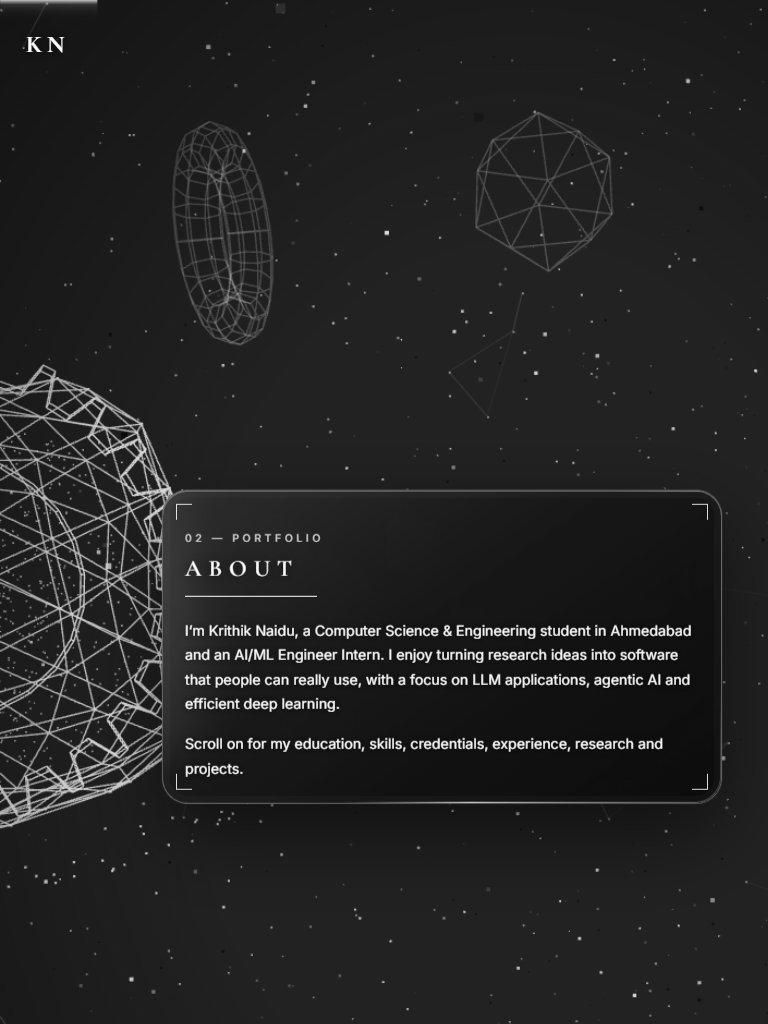 KN
02 — PORTFOLIO
ABOUT
I’m Krithik Naidu, a Computer Science & Engineering student in Ahmedabad
and an AI/ML Engineer Intern. I enjoy turning research ideas into software
that people can really use, with a focus on LLM applications, agentic AI and
efficient deep learning.
Scroll on for my education, skills, credentials, experience, research and
projects.